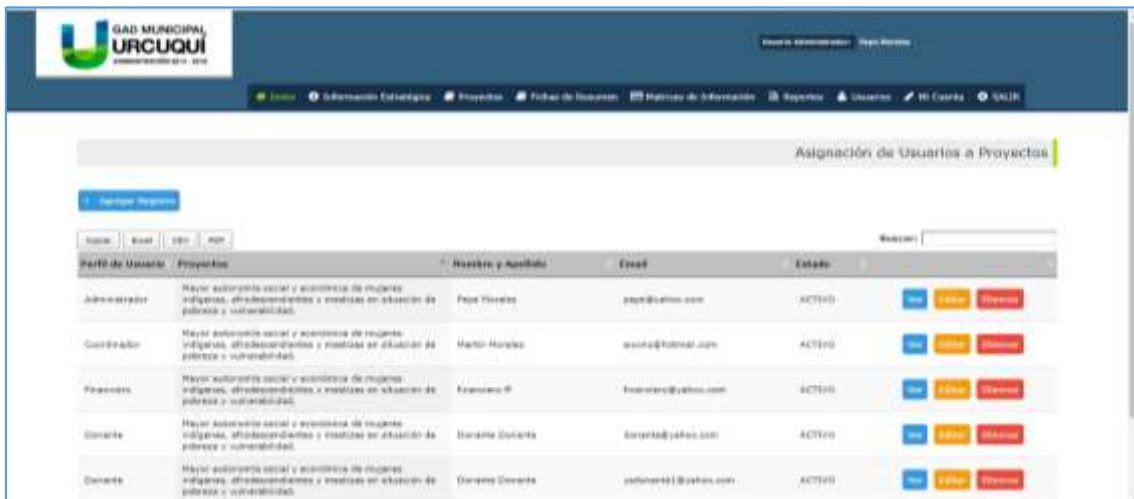 GAD MUNICIPAL
URCUQUÍ
Usuario Administrador: Pepe Morales
Inicio Información Estratégica Proyectos Fichas de Resumen Matrices de Información Reportes Usuarios Mi Cuenta SALIR
Asignación de Usuarios a Proyectos
+ Agregar Registro
Copiar Excel CSV PDF
Buscar:
Perfil de Usuario Proyectos Nombre y Apellido Email Estado
Administrador
Mayor autonomía social y económica de mujeres
indígenas, afrodescendientes y mestizas en situación de
pobreza y vulnerabilidad.
Pepe Morales
ACTIVO
Ver Editar Eliminar
Coordinador
Mayor autonomía social y económica de mujeres
indígenas, afrodescendientes y mestizas en situación de
pobreza y vulnerabilidad.
Martin Morales
ACTIVO
Ver Editar Eliminar
Financiero
Mayor autonomía social y económica de mujeres
indígenas, afrodescendientes y mestizas en situación de
pobreza y vulnerabilidad.
financiero
financiero@yahoo.com
ACTIVO
Ver Editar Eliminar
Donante
Mayor autonomía social y económica de mujeres
indígenas, afrodescendientes y mestizas en situación de
pobreza y vulnerabilidad.
Donante Donante
donante@yahoo.com
ACTIVO
Ver Editar Eliminar
Donante
Mayor autonomía social y económica de mujeres
indígenas, afrodescendientes y mestizas en situación de
pobreza y vulnerabilidad.
Donante Donante
ACTIVO
Ver Editar Eliminar